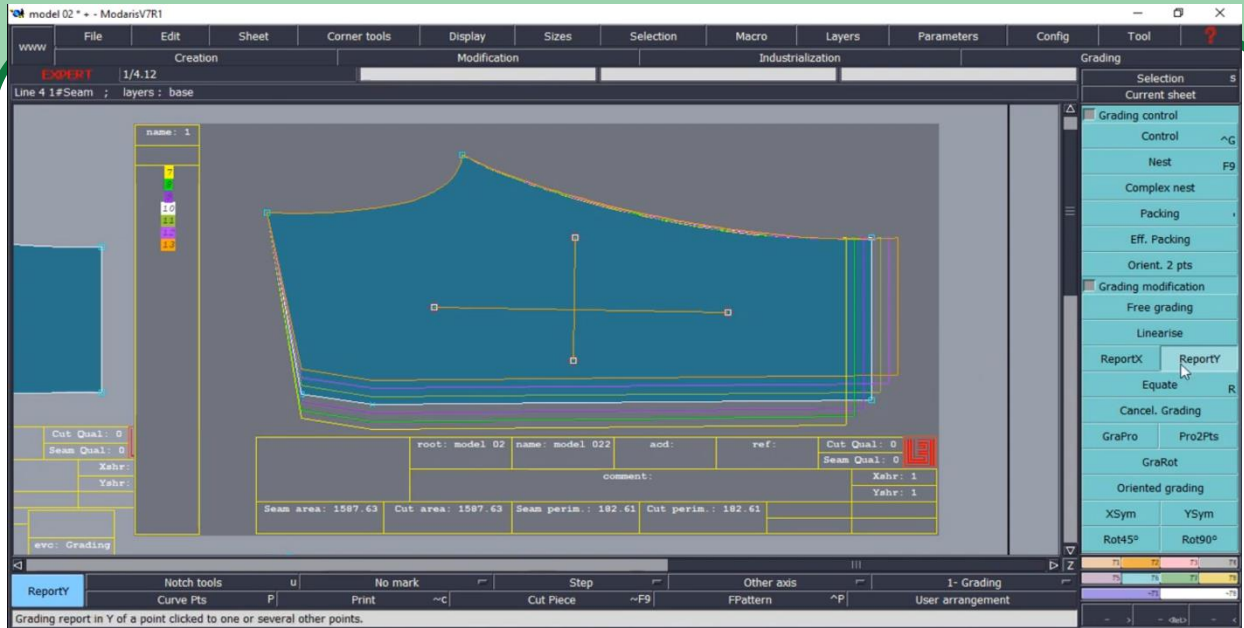 model 02 * + - ModarisV7R1
www File Edit Sheet Corner tools Display Sizes Selection Macro Layers Parameters Config Tool ?
Creation Modification Industrialization Grading
EXPERT 1/4.12
Line 4 1#Seam ; layers : base
Selection S
Current sheet
Grading control
Control ^G
Nest F9
Complex nest
Packing
Eff. Packing
Orient. 2 pts
Grading modification
Free grading
Linearise
ReportX ReportY
Equate R
Cancel. Grading
GraPro Pro2Pts
GraRot
Oriented grading
XSym YSym
Rot45° Rot90°
name: 1
7
10
11
12
13
Cut Qual: 0
Seam Qual: 0
Xshr:
Yshr:
evc: Grading
root: model 02 name: model 022 acd: ref: Cut Qual: 0
Seam Qual: 0
comment: Xshr: 1
Yshr: 1
Seam area: 1587.63 Cut area: 1587.63 Seam perim.: 182.61 Cut perim.: 182.61
Z
ReportY
Notch tools u No mark Step Other axis 1- Grading
Curve Pts P Print ~c Cut Piece ~F9 FPattern ^P User arrangement
Grading report in Y of a point clicked to one or several other points.